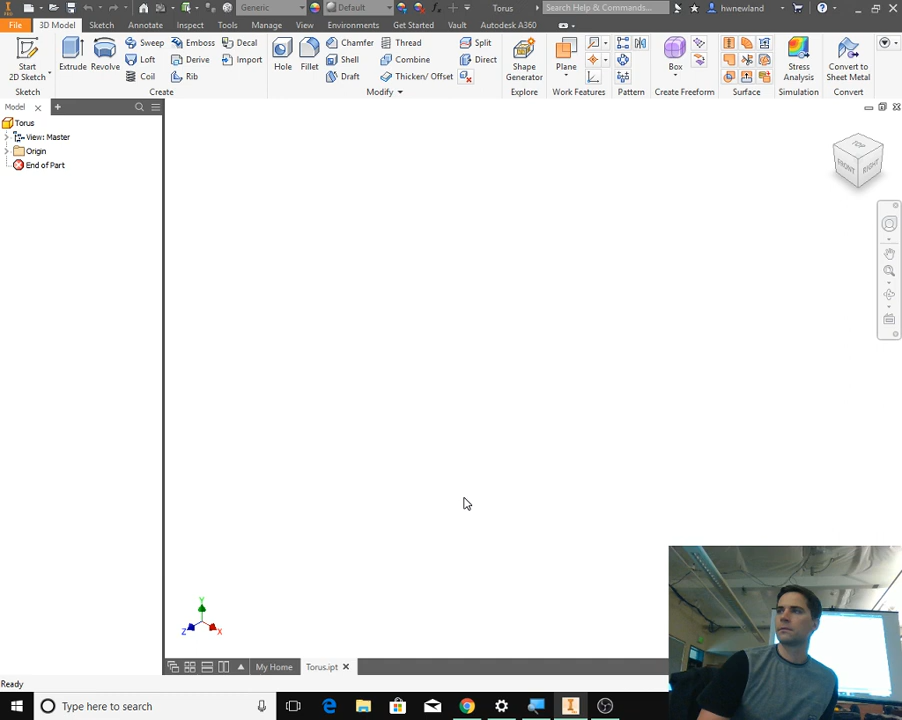 Generic
Default
Torus
Search Help & Commands...
hwnewland
File
3D Model
Sketch
Annotate
Inspect
Tools
Manage
View
Environments
Get Started
Vault
Autodesk A360
Start
2D Sketch
Sketch
Extrude
Revolve
Sweep
Loft
Coil
Emboss
Derive
Rib
Decal
Import
Create
Hole
Fillet
Chamfer
Shell
Draft
Thread
Combine
Thicken/ Offset
Split
Direct
Modify
Shape
Generator
Explore
Plane
Work Features
Pattern
Box
Create Freeform
Surface
Stress
Analysis
Simulation
Convert to
Sheet Metal
Convert
Model
Torus
View: Master
Origin
End of Part
TOP
FRONT
RIGHT
Y
Z
X
My Home
Torus.ipt
Ready
Type here to search